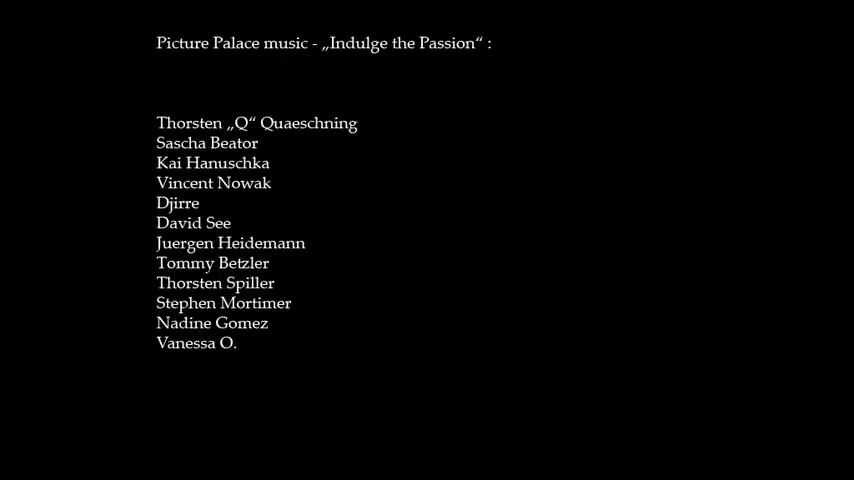 Picture Palace music - „Indulge the Passion“ :
Thorsten „Q“ Quaeschning
Sascha Beator
Kai Hanuschka
Vincent Nowak
Djirre
David See
Juergen Heidemann
Tommy Betzler
Thorsten Spiller
Stephen Mortimer
Nadine Gomez
Vanessa O.